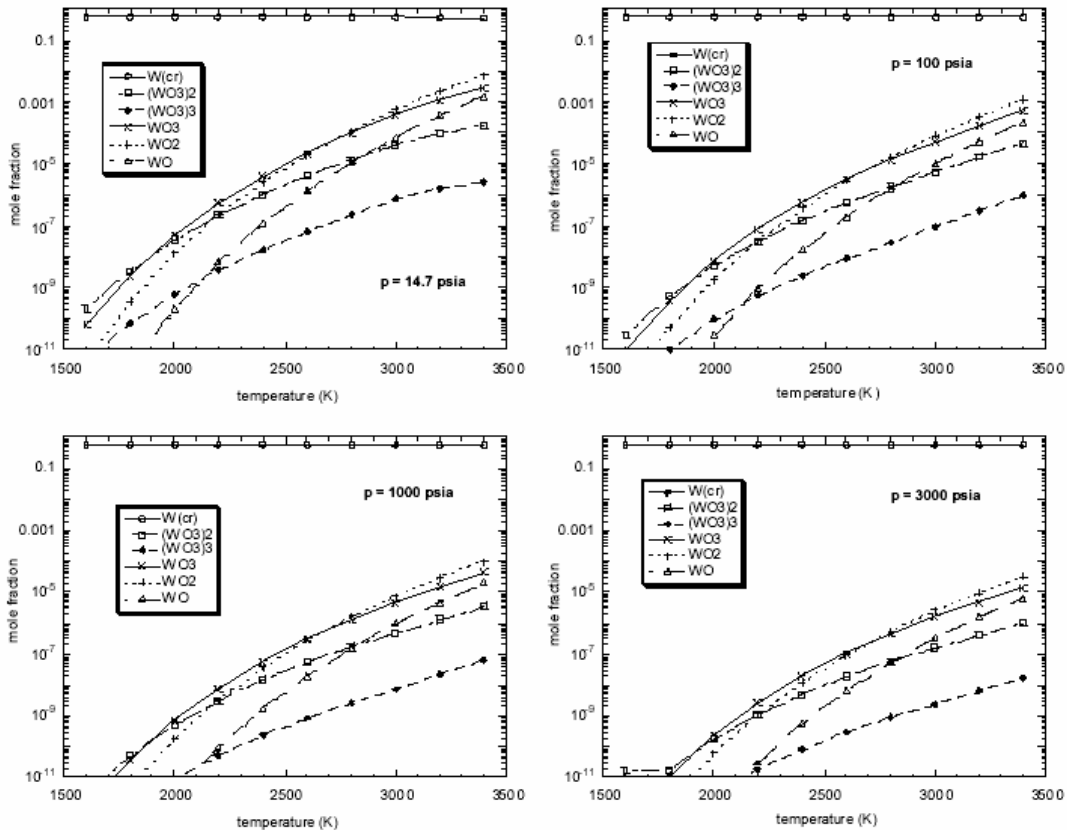 mole fraction
0.1
0.001
10-5
10-7
10-9
10-11
W(cr)
(WO3)2
(WO3)3
WO3
WO2
WO
p = 14.7 psia
1500 2000 2500 3000 3500
temperature (K)
mole fraction
0.1
0.001
10-5
10-7
10-9
10-11
W(cr)
(WO3)2
(WO3)3
WO3
WO2
WO
p = 100 psia
1500 2000 2500 3000 3500
temperature (K)
mole fraction
0.1
0.001
10-5
10-7
10-9
10-11
p = 1000 psia
W(cr)
(WO3)2
(WO3)3
WO3
WO2
WO
1500 2000 2500 3000 3500
temperature (K)
mole fraction
0.1
0.001
10-5
10-7
10-9
10-11
p = 3000 psia
W(cr)
(WO3)2
(WO3)3
WO3
WO2
WO
1500 2000 2500 3000 3500
temperature (K)